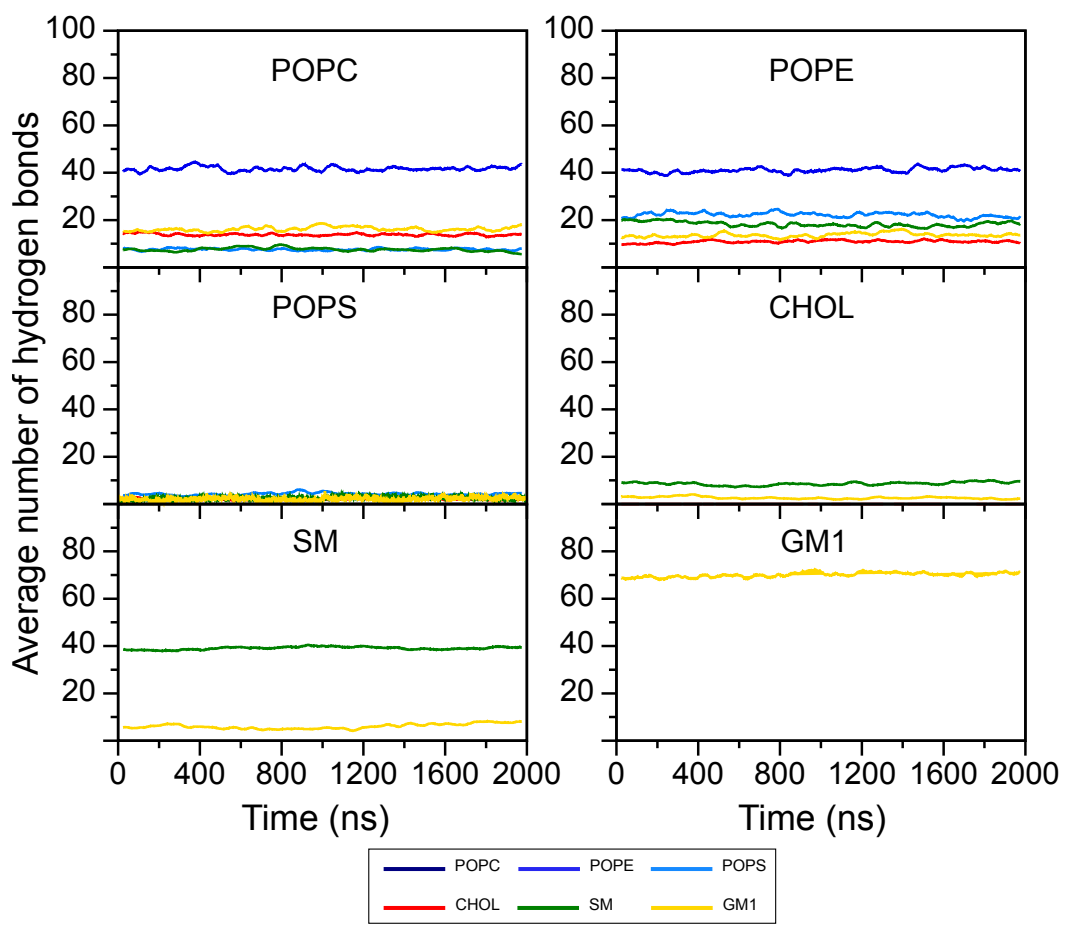 Average number of hydrogen bonds
100
80
60
40
20
POPC
100
80
60
40
20
POPE
80
60
40
20
POPS
80
60
40
20
CHOL
80
60
40
20
SM
0 400 800 1200 1600 2000
Time (ns)
80
60
40
20
GM1
0 400 800 1200 1600 2000
Time (ns)
POPC POPE POPS
CHOL SM GM1